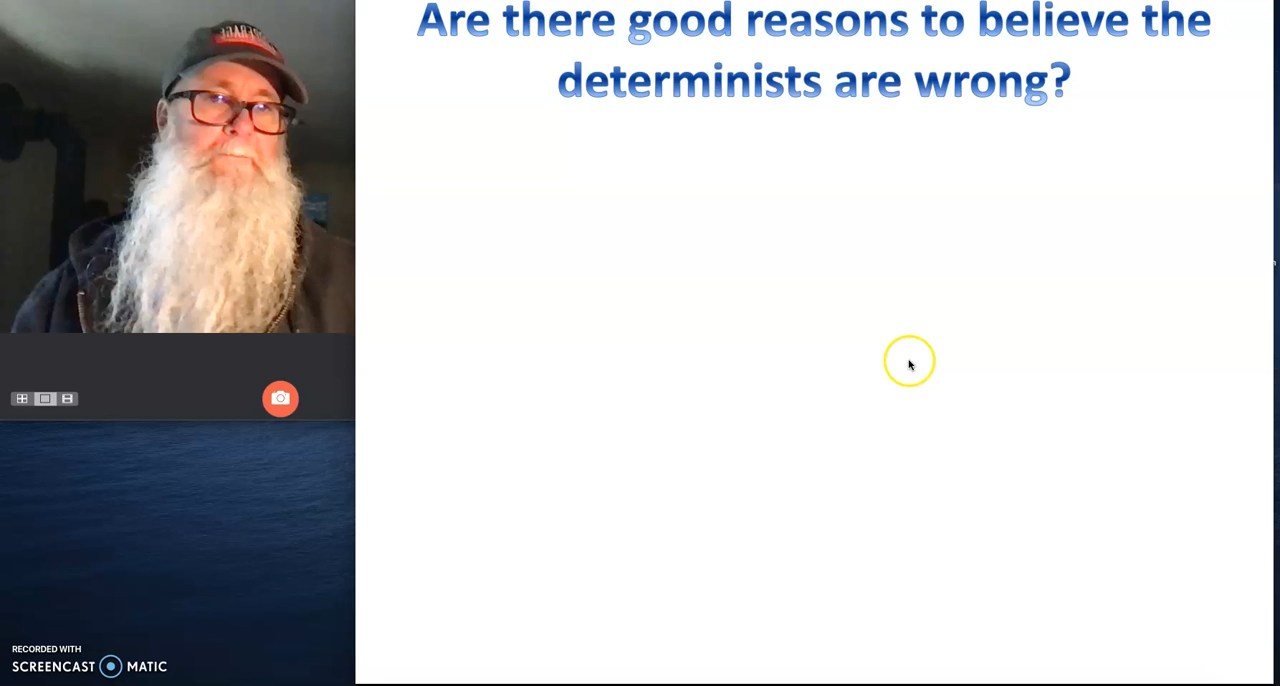 Are there good reasons to believe the
determinists are wrong?
RECORDED WITH
SCREENCAST MATIC